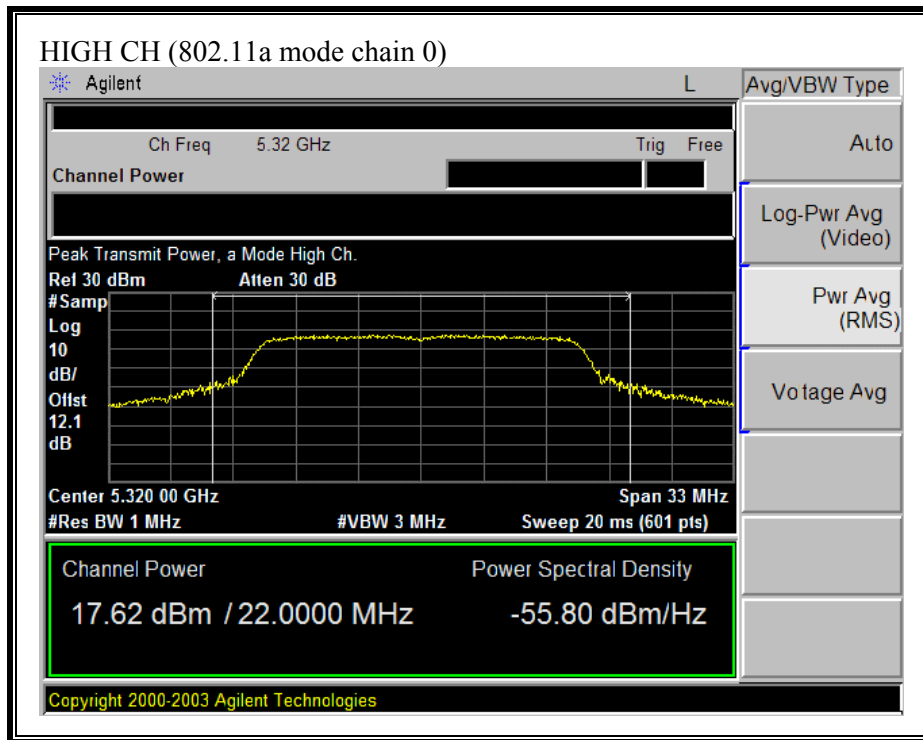 HIGH CH (802.11a mode chain 0)
Agilent L
Avg/VBW Type
Ch Freq 5.32 GHz Trig Free
Channel Power
Auto
Log-Pwr Avg
(Video)
Peak Transmit Power, a Mode High Ch.
Ref 30 dBm Atten 30 dB
#Samp
Log
10
dB/
Offst
12.1
dB
Pwr Avg
(RMS)
Voltage Avg
Center 5.320 00 GHz Span 33 MHz
#Res BW 1 MHz #VBW 3 MHz Sweep 20 ms (601 pts)
Channel Power Power Spectral Density
17.62 dBm / 22.0000 MHz -55.80 dBm/Hz
Copyright 2000-2003 Agilent Technologies